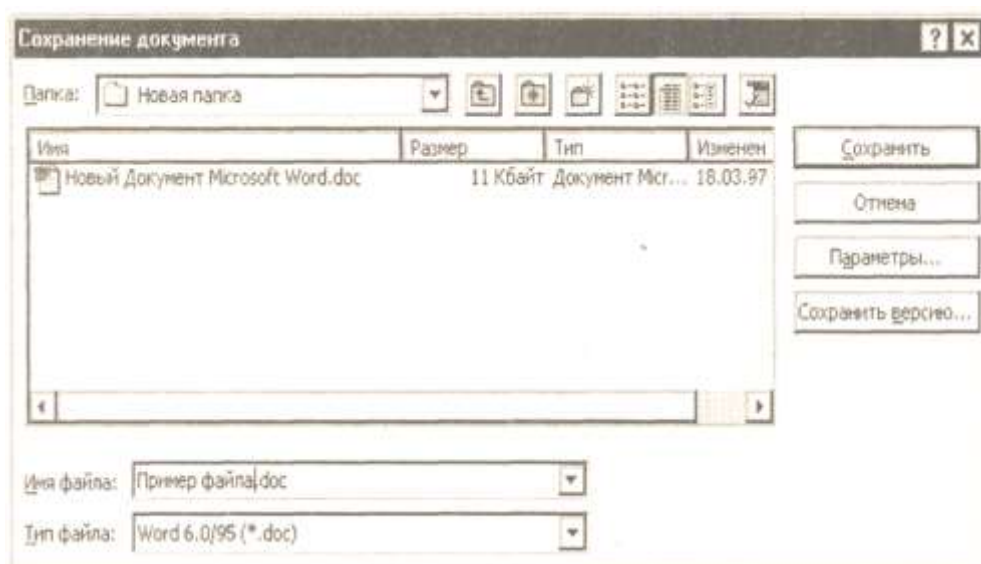 Сохранение документа
Папка: Новая папка
Имя Размер Тип Изменен
Новый Документ Microsoft Word.doc 11 Кбайт Документ Micr... 18.03.97
Сохранить
Отмена
Параметры...
Сохранить версию...
Имя файла: Пример файла.doc
Тип файла: Word 6.0/95 (*.doc)